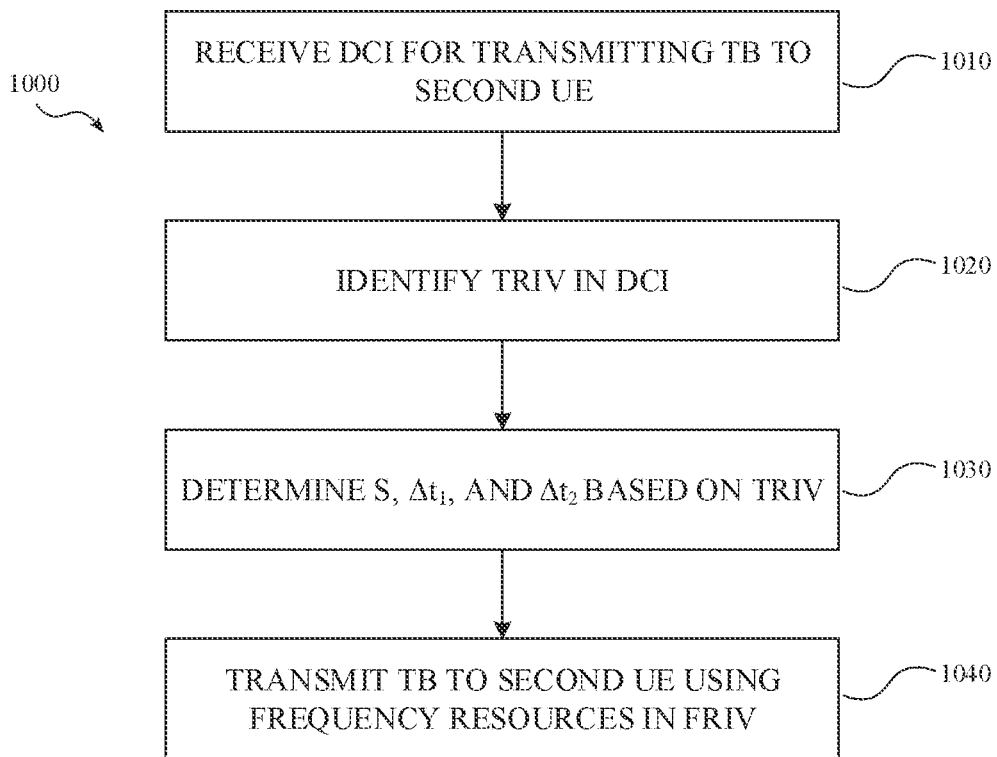 1000
RECEIVE DCI FOR TRANSMITTING TB TO
SECOND UE
1010
IDENTIFY TRIV IN DCI
1020
DETERMINE S, Δt₁, AND Δt₂ BASED ON TRIV
1030
TRANSMIT TB TO SECOND UE USING
FREQUENCY RESOURCES IN FRIV
1040